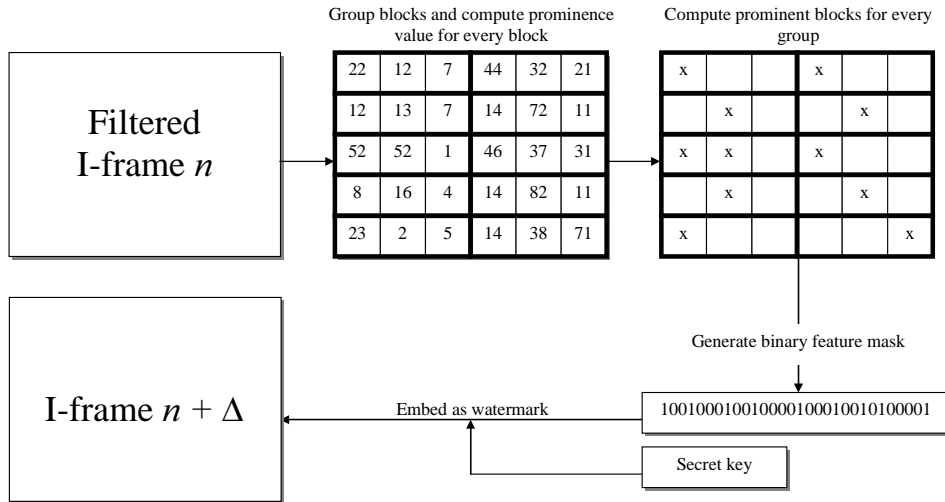 Group blocks and compute prominence
value for every block
Compute prominent blocks for every
group
Filtered
I-frame n
22 12 7 44 32 21
12 13 7 14 72 11
52 52 1 46 37 31
8 16 4 14 82 11
23 2 5 14 38 71
x x
x x
x x x
x x
x x
Generate binary feature mask
100100010010000100010010100001
I-frame n + Δ
Embed as watermark
Secret key